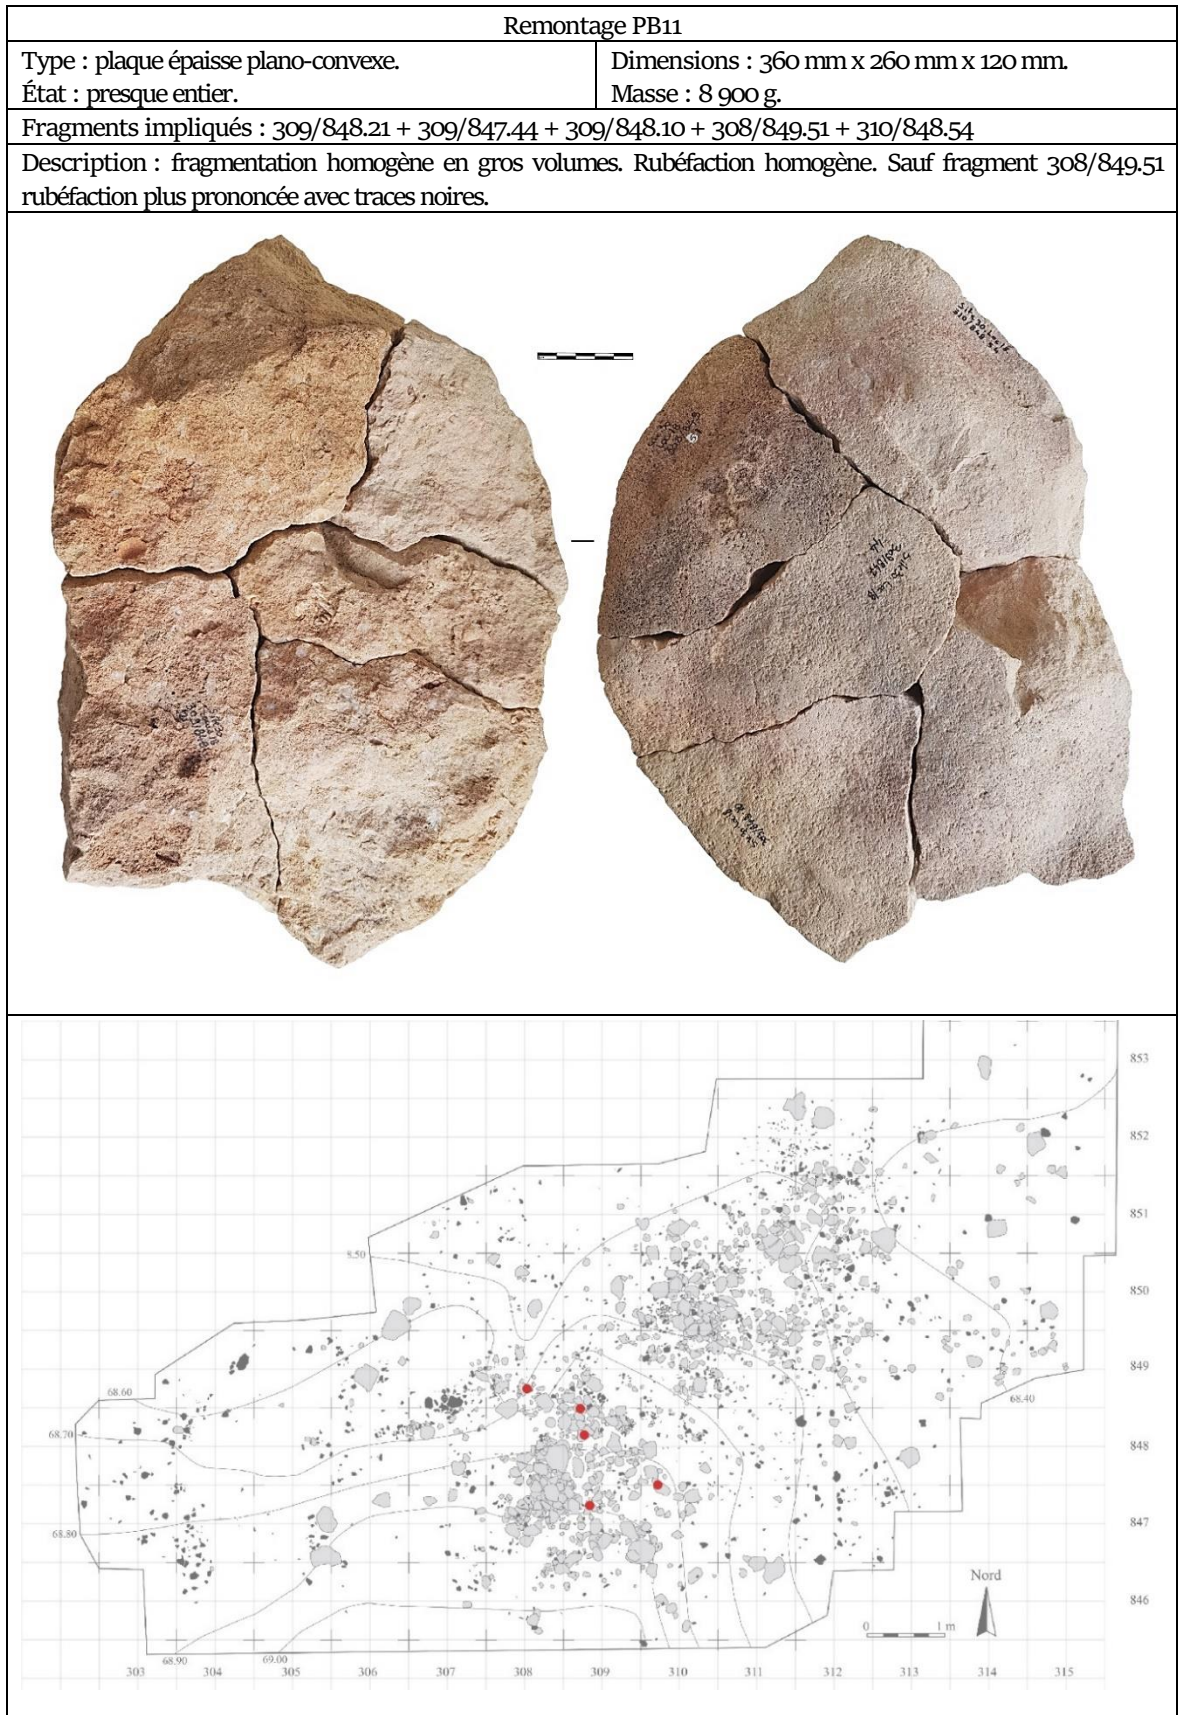 Remontage PB11
Type : plaque épaisse plano-convexe.
État : presque entier.
Dimensions : 360 mm x 260 mm x 120 mm.
Masse : 8 900 g.
Fragments impliqués : 309/848.21 + 309/847.44 + 309/848.10 + 308/849.51 + 310/848.54
Description : fragmentation homogène en gros volumes. Rubéfaction homogène. Sauf fragment 308/849.51
rubéfaction plus prononcée avec traces noires.
853
852
851
8.50
850
849
68.60
68.40
68.70
848
68.80
847
Nord
846
0 1 m
68.90
69.00
303 304 305 306 307 308 309 310 311 312 313 314 315